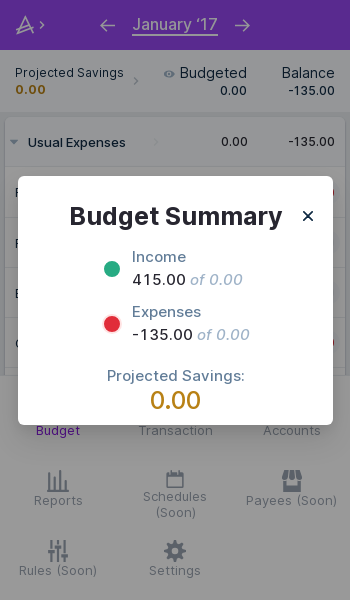 January ‘17
Projected Savings
0.00
Budgeted
0.00
Balance
-135.00
Usual Expenses
0.00
-135.00
Budget Summary
Income
415.00 of 0.00
Expenses
-135.00 of 0.00
Projected Savings:
0.00
Budget
Transaction
Accounts
Reports
Schedules
(Soon)
Payees (Soon)
Rules (Soon)
Settings